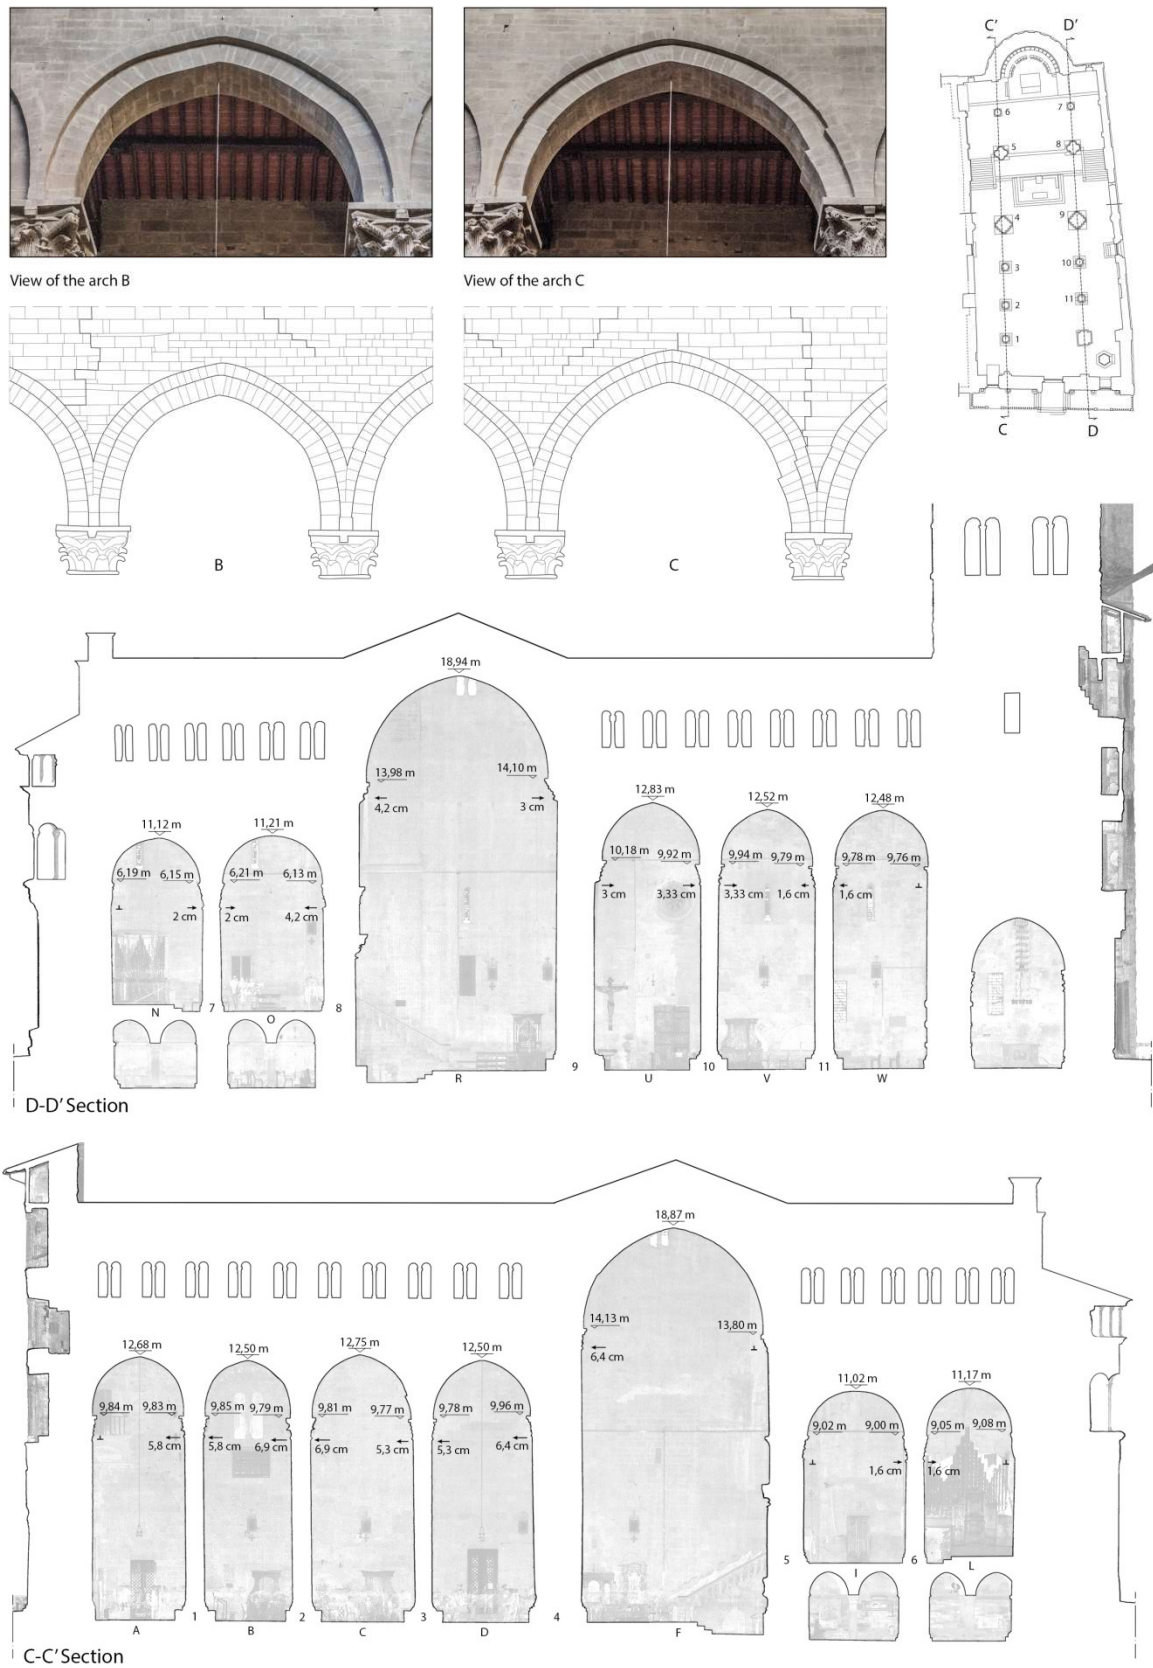 C' D'
6 7
5 8
4 9
3 10
2 11
1
C D
View of the arch B
View of the arch C
B
C
18,94 m
13,98 m 14,10 m
4,2 cm 3 cm
11,12 m 11,21 m
6,19 m 6,15 m 6,21 m 6,13 m
2 cm 2 cm 4,2 cm
12,83 m 12,52 m 12,48 m
10,18 m 9,92 m 9,94 m 9,79 m 9,78 m 9,76 m
3 cm 3,33 cm 3,33 cm 1,6 cm 1,6 cm
N 7 O 8 R 9 U 10 V 11 W
D-D' Section
18,87 m
14,13 m 13,80 m
6,4 cm
12,68 m 12,50 m 12,75 m 12,50 m
9,84 m 9,83 m 9,85 m 9,79 m 9,81 m 9,77 m 9,78 m 9,96 m
5,8 cm 5,8 cm 6,9 cm 6,9 cm 5,3 cm 5,3 cm 6,4 cm
11,02 m 11,17 m
9,02 m 9,00 m 9,05 m 9,08 m
1,6 cm 1,6 cm
A 1 B 2 C 3 D 4 F 5 I 6 L
C-C' Section